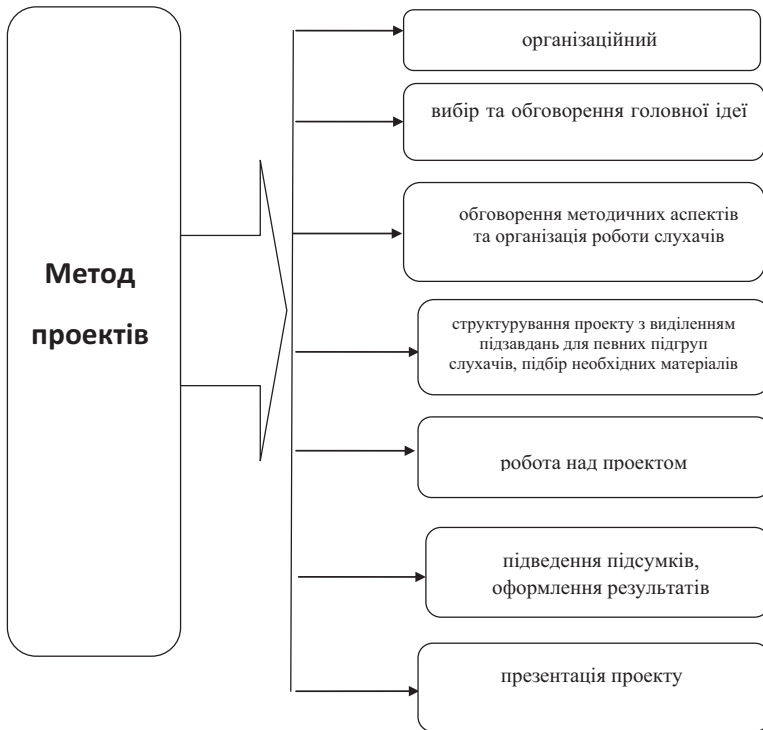 Метод
проектів
організаційний
вибір та обговорення головної ідеї
обговорення методичних аспектів
та організація роботи слухачів
структурування проекту з виділенням
підзавдань для певних підгруп
слухачів, підбір необхідних матеріалів
робота над проектом
підведення підсумків,
оформлення результатів
презентація проекту